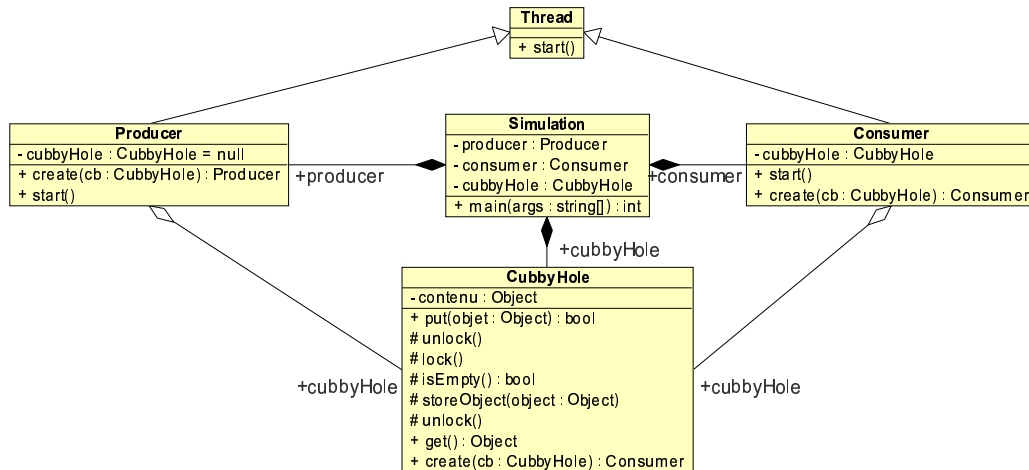 Thread
+ start()
Producer
- cubbyHole : CubbyHole = null
+ create(cb : CubbyHole) : Producer
+ start()
Simulation
- producer : Producer
- consumer : Consumer
- cubbyHole : CubbyHole
+ main(args : string[]) : int
Consumer
- cubbyHole : CubbyHole
+ start()
+ create(cb : CubbyHole) : Consumer
+producer
+consumer
+cubbyHole
CubbyHole
- contenu : Object
+ put(objet : Object) : bool
# unlock()
# lock()
# isEmpty() : bool
# storeObject(object : Object)
# unlock()
+ get() : Object
+ create(cb : CubbyHole) : Consumer
+cubbyHole
+cubbyHole